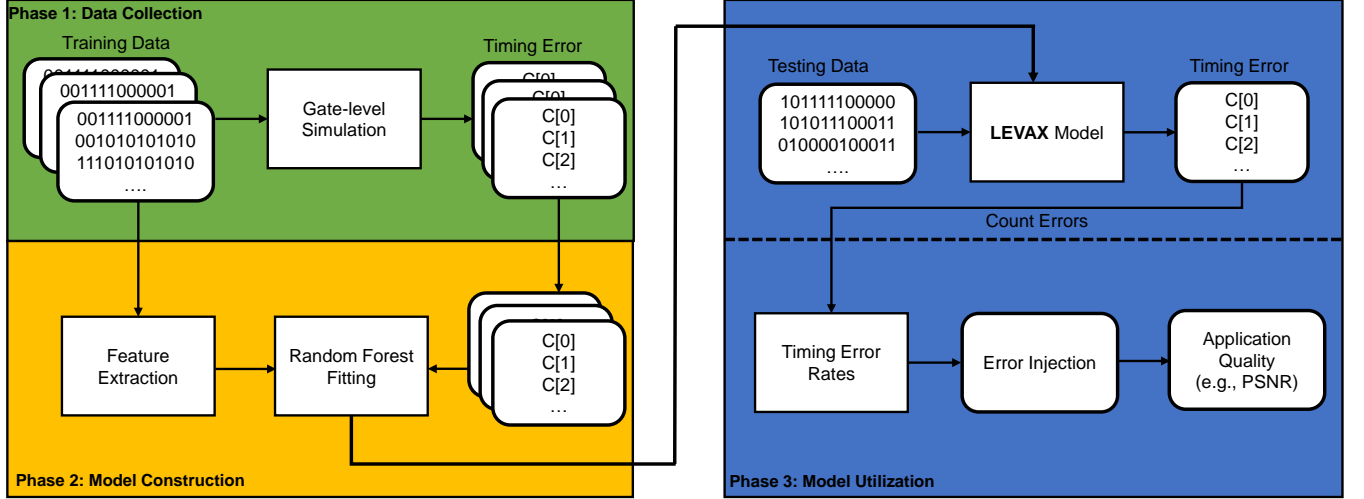 Phase 1: Data Collection
Training Data
001111000001
001111000001
001010101010
111010101010
....
Gate-level
Simulation
Timing Error
C[0]
C[0]
C[1]
C[2]
...
Feature
Extraction
Random Forest
Fitting
C[0]
C[1]
C[2]
...
Phase 2: Model Construction
Testing Data
101111100000
101011100011
010000100011
....
LEVAX Model
Timing Error
C[0]
C[1]
C[2]
...
Count Errors
Timing Error
Rates
Error Injection
Application
Quality
(e.g., PSNR)
Phase 3: Model Utilization